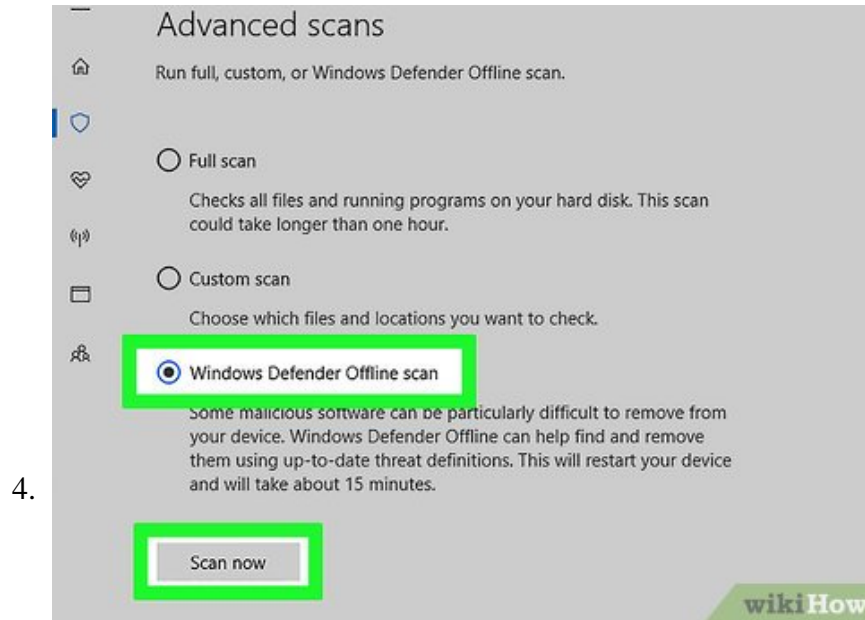 Advanced scans
Run full, custom, or Windows Defender Offline scan.
Full scan
Checks all files and running programs on your hard disk. This scan
could take longer than one hour.
Custom scan
Choose which files and locations you want to check.
Windows Defender Offline scan
Some malicious software can be particularly difficult to remove from
your device. Windows Defender Offline can help find and remove
them using up-to-date threat definitions. This will restart your device
and will take about 15 minutes.
4.
Scan now
wikiHow